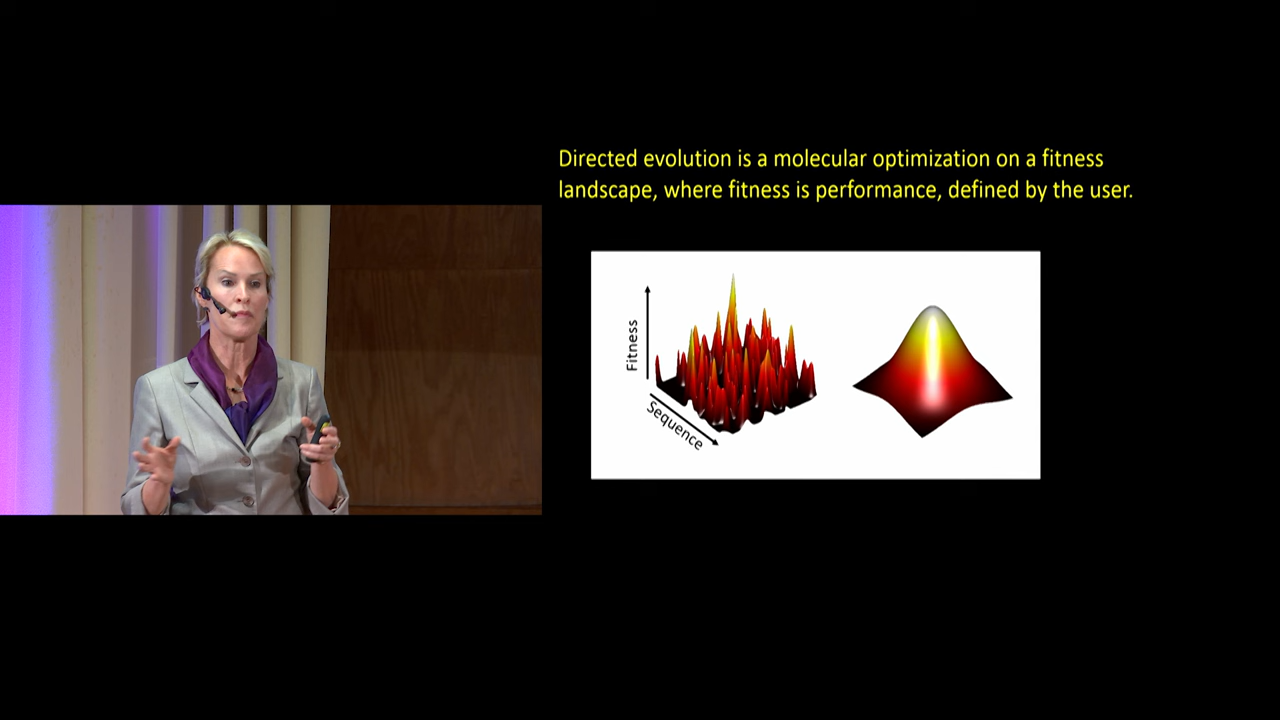 Directed evolution is a molecular optimization on a fitness
landscape, where fitness is performance, defined by the user.
Fitness
Sequence